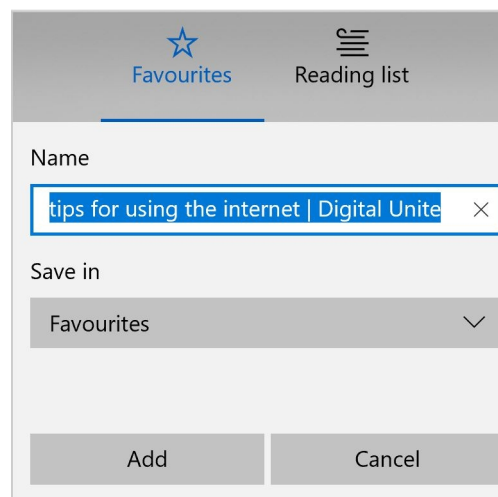 Favourites Reading list
Name
tips for using the internet | Digital Unite
Save in
Favourites
Add Cancel